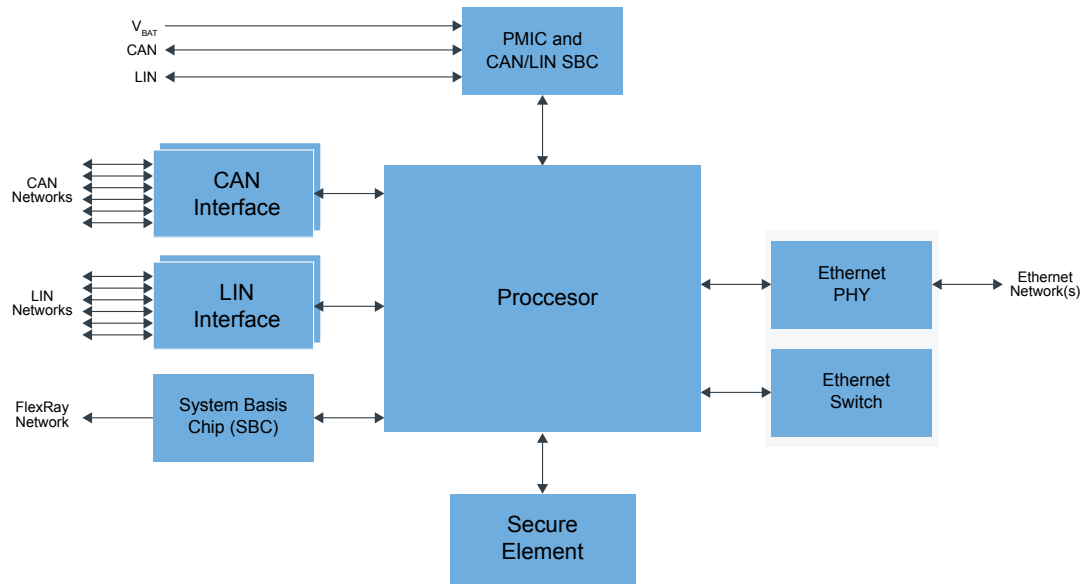 V_BAT
CAN
LIN
PMIC and
CAN/LIN SBC
CAN
Networks
CAN
Interface
LIN
Networks
LIN
Interface
FlexRay
Network
System Basis
Chip (SBC)
Proccesor
Ethernet
PHY
Ethernet
Network(s)
Ethernet
Switch
Secure
Element